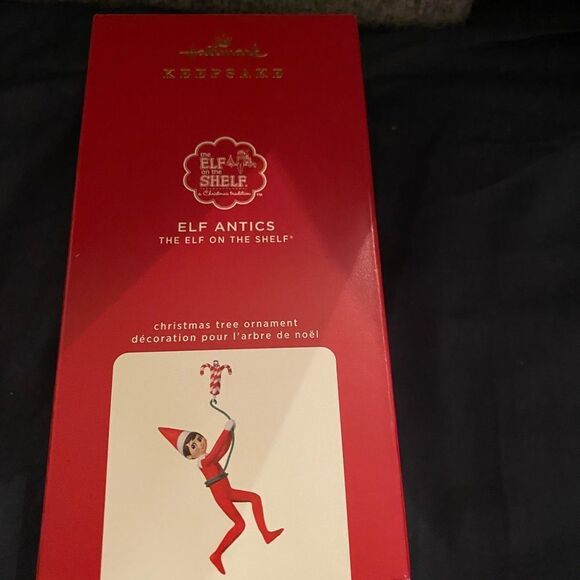 Hallmark
KEEPSAKE
the
ELF
on the
SHELF
a Christmas tradition™
ELF ANTICS
THE ELF ON THE SHELF®
christmas tree ornament
décoration pour l'arbre de noël